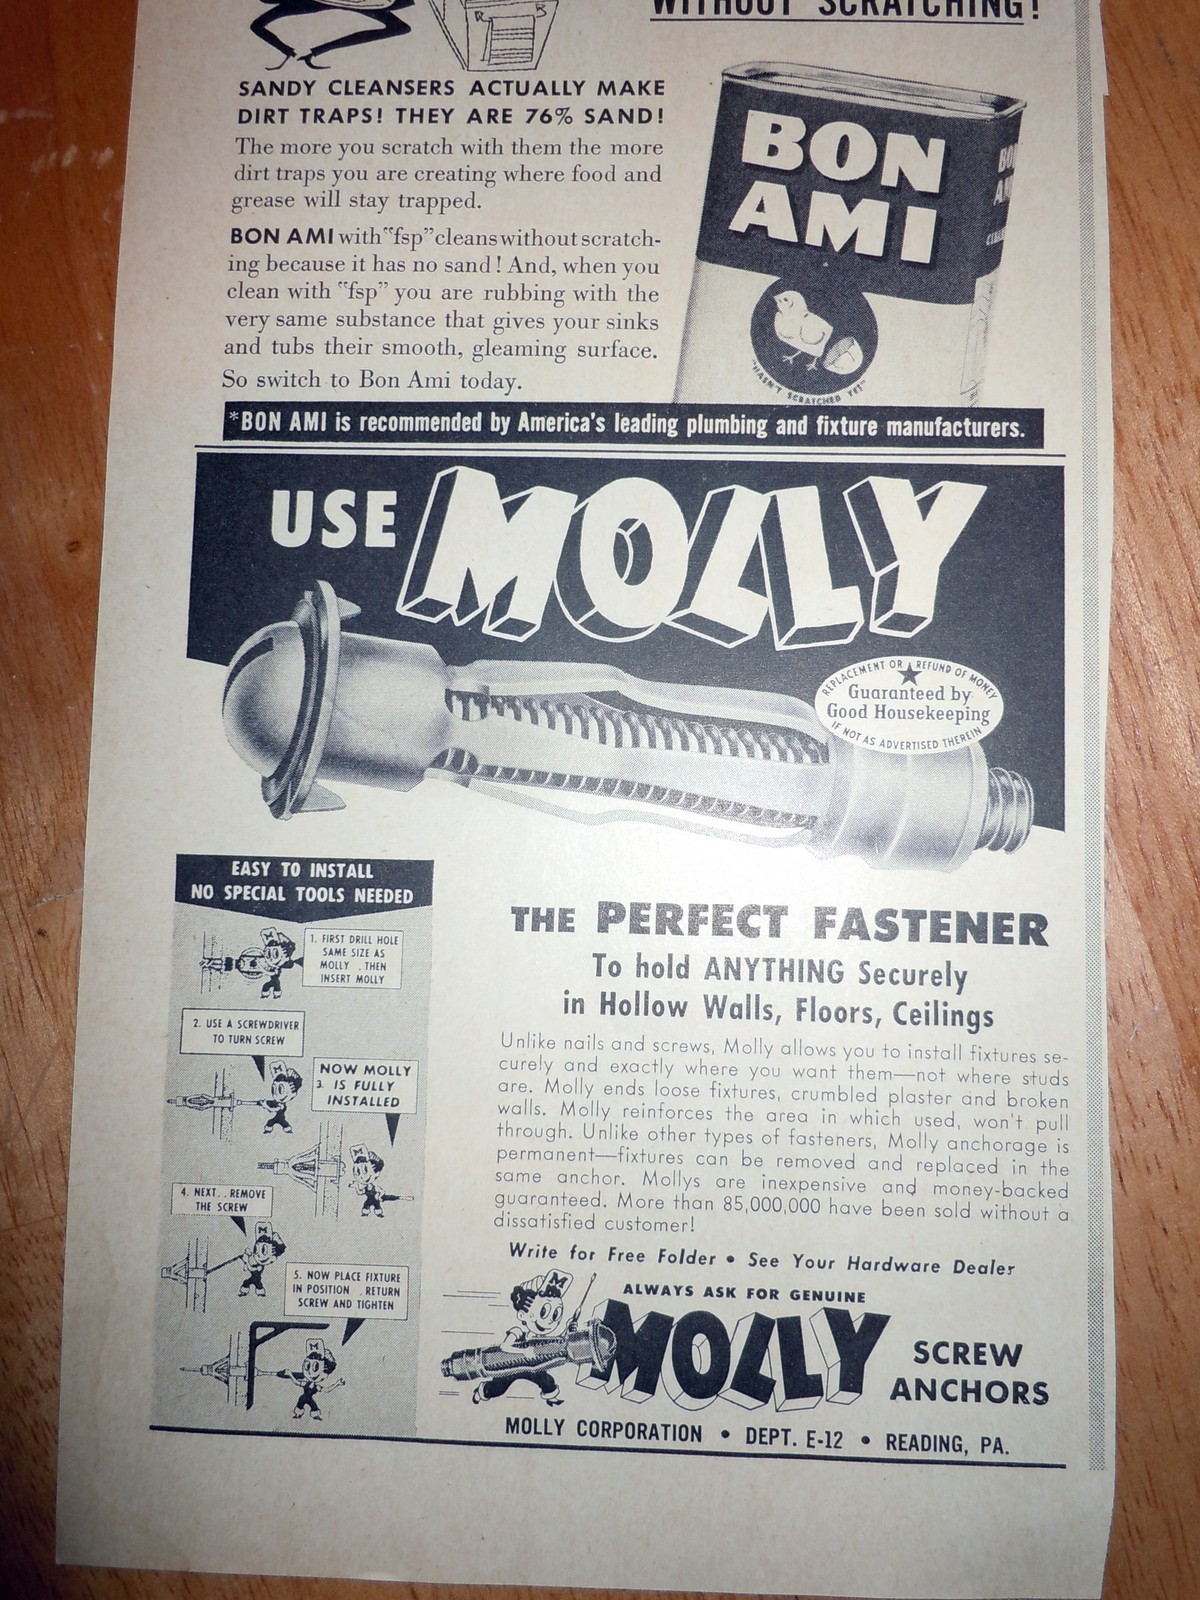 WITHOUT SCRATCHING!
SANDY CLEANSERS ACTUALLY MAKE
DIRT TRAPS! THEY ARE 76% SAND!
The more you scratch with them the more
dirt traps you are creating where food and
grease will stay trapped.
BON AMI with "fsp" cleans without scratch-
ing because it has no sand! And, when you
clean with "fsp" you are rubbing with the
very same substance that gives your sinks
and tubs their smooth, gleaming surface.
So switch to Bon Ami today.
BON
AMI
"HASN'T SCRATCHED YET"
*BON AMI is recommended by America's leading plumbing and fixture manufacturers.
USE MOLLY
REPLACEMENT OR REFUND OF MONEY
Guaranteed by
Good Housekeeping
IF NOT AS ADVERTISED THEREIN
EASY TO INSTALL
NO SPECIAL TOOLS NEEDED
1. FIRST DRILL HOLE
SAME SIZE AS
MOLLY . THEN
INSERT MOLLY
2. USE A SCREWDRIVER
TO TURN SCREW
NOW MOLLY
3. IS FULLY
INSTALLED
4. NEXT . . REMOVE
THE SCREW
5. NOW PLACE FIXTURE
IN POSITION . RETURN
SCREW AND TIGHTEN
THE PERFECT FASTENER
To hold ANYTHING Securely
in Hollow Walls, Floors, Ceilings
Unlike nails and screws, Molly allows you to install fixtures se-
curely and exactly where you want them—not where studs
are. Molly ends loose fixtures, crumbled plaster and broken
walls. Molly reinforces the area in which used, won't pull
through. Unlike other types of fasteners, Molly anchorage is
permanent—fixtures can be removed and replaced in the
same anchor. Mollys are inexpensive and money-backed
guaranteed. More than 85,000,000 have been sold without a
dissatisfied customer!
Write for Free Folder • See Your Hardware Dealer
ALWAYS ASK FOR GENUINE
MOLLY SCREW
ANCHORS
MOLLY CORPORATION • DEPT. E-12 • READING, PA.